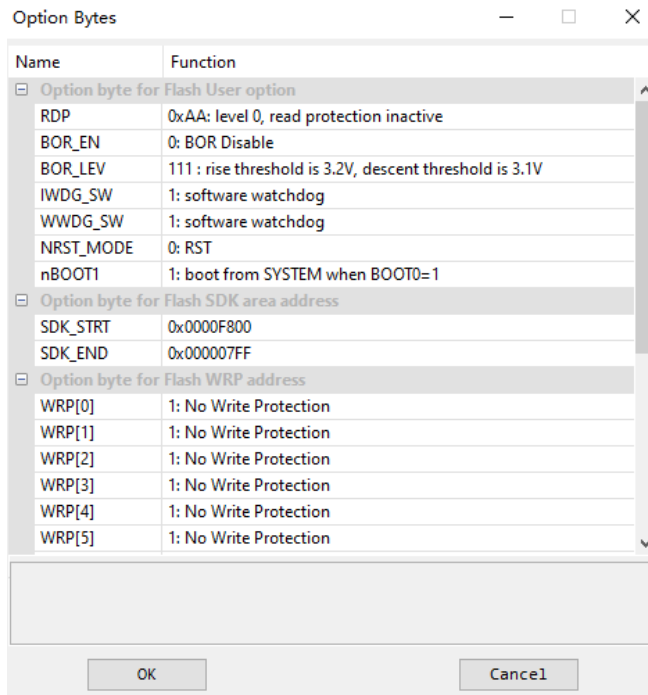 Option Bytes
Name Function
Option byte for Flash User option
RDP 0xAA: level 0, read protection inactive
BOR_EN 0: BOR Disable
BOR_LEV 111 : rise threshold is 3.2V, descent threshold is 3.1V
IWDG_SW 1: software watchdog
WWDG_SW 1: software watchdog
NRST_MODE 0: RST
nBOOT1 1: boot from SYSTEM when BOOT0=1
Option byte for Flash SDK area address
SDK_STRT 0x0000F800
SDK_END 0x000007FF
Option byte for Flash WRP address
WRP[0] 1: No Write Protection
WRP[1] 1: No Write Protection
WRP[2] 1: No Write Protection
WRP[3] 1: No Write Protection
WRP[4] 1: No Write Protection
WRP[5] 1: No Write Protection
OK Cancel